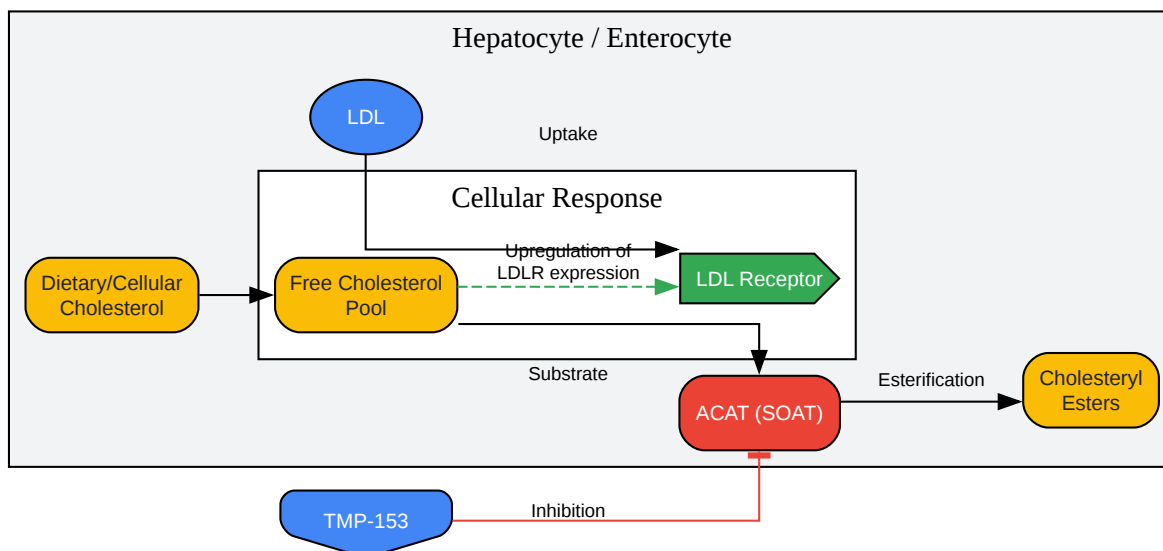 Hepatocyte / Enterocyte
LDL
Uptake
Cellular Response
Upregulation of
LDLR expression
Dietary/Cellular
Cholesterol
Free Cholesterol
Pool
LDL Receptor
Substrate
ACAT (SOAT)
Esterification
Cholesteryl
Esters
TMP-153
Inhibition